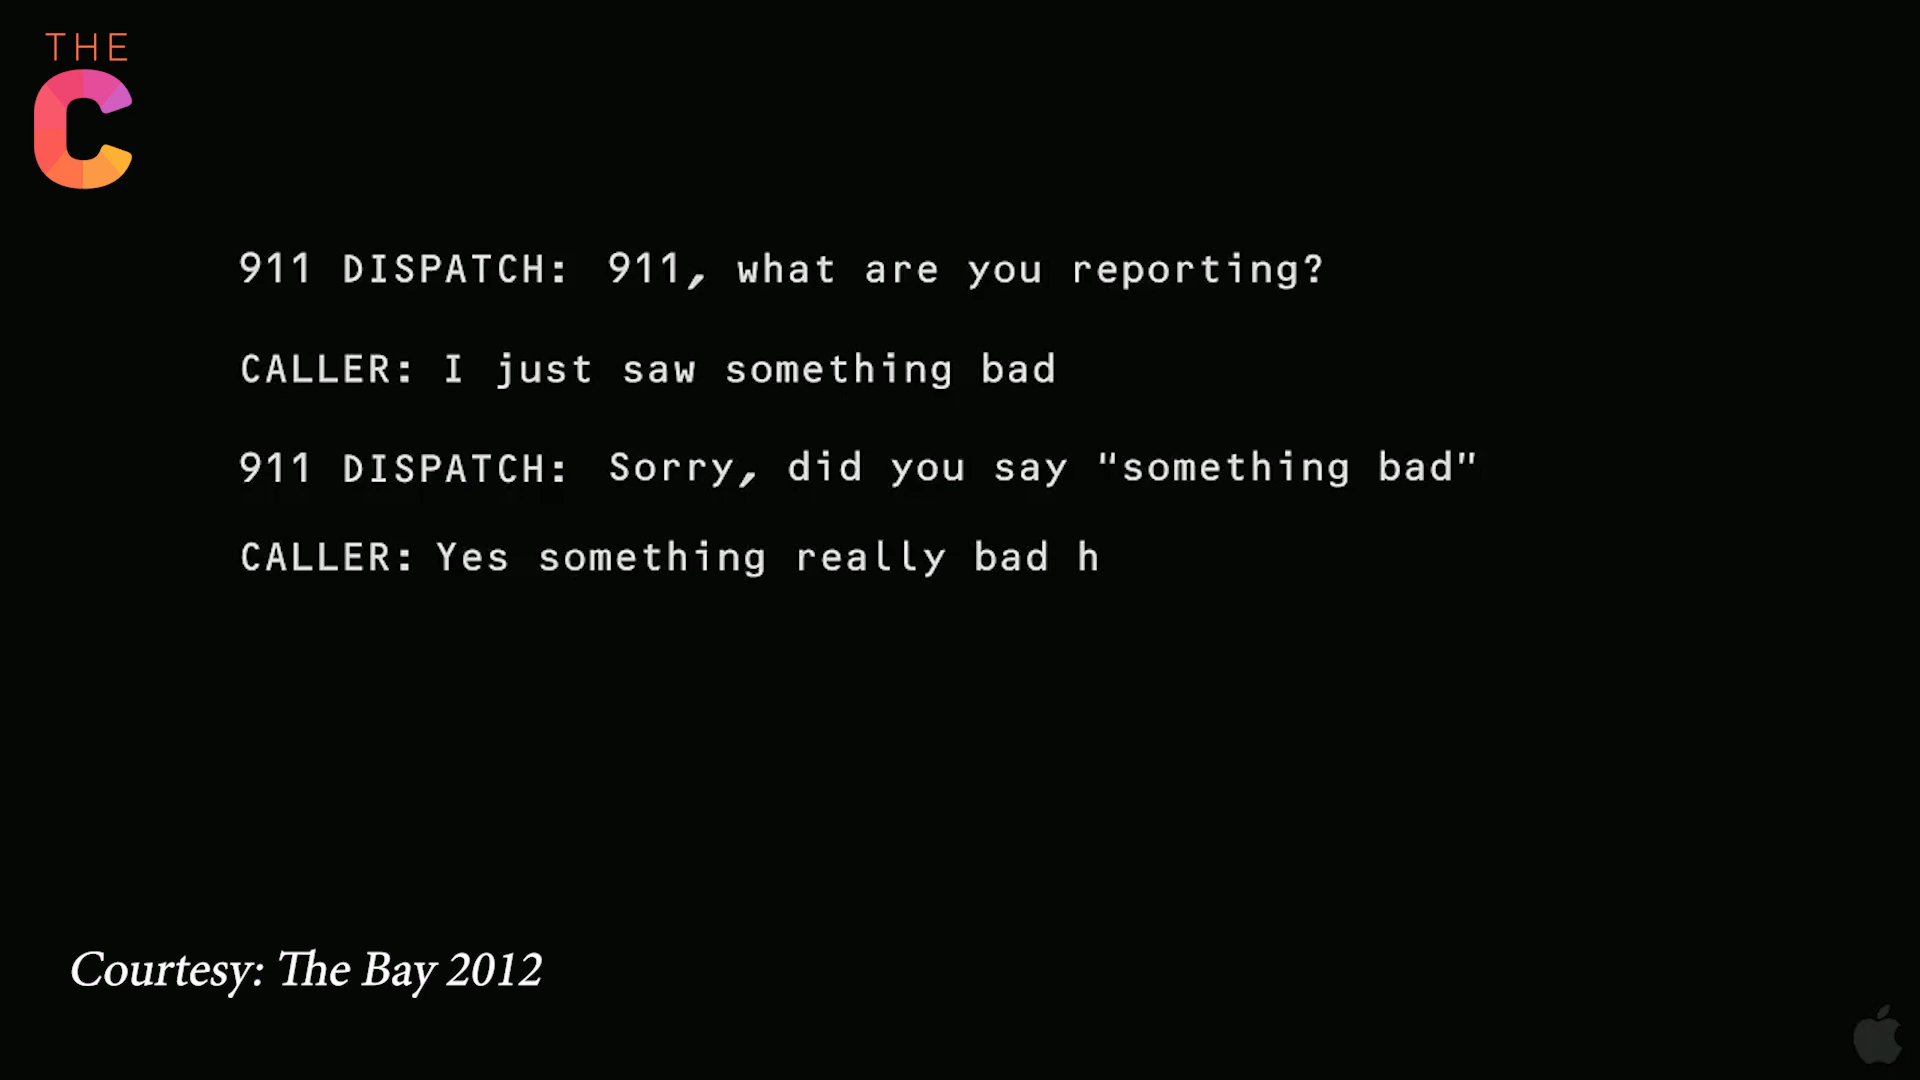 THE
C
911 DISPATCH: 911, what are you reporting?
CALLER: I just saw something bad
911 DISPATCH: Sorry, did you say "something bad"
CALLER: Yes something really bad h
Courtesy: The Bay 2012